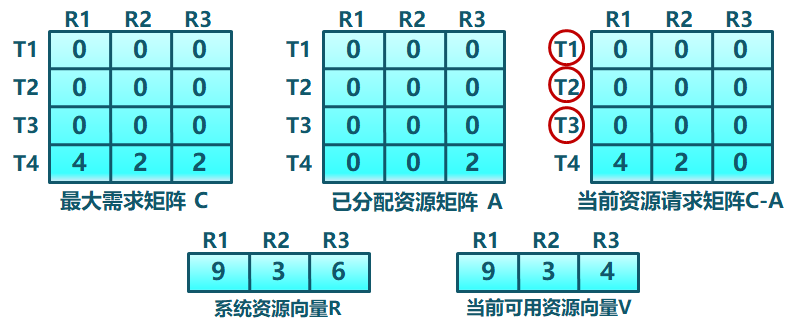 R1 R2 R3 R1 R2 R3 R1 R2 R3
T1 0 0 0 T1 0 0 0 T1 0 0 0
T2 0 0 0 T2 0 0 0 T2 0 0 0
T3 0 0 0 T3 0 0 0 T3 0 0 0
T4 4 2 2 T4 0 0 2 T4 4 2 0
最大需求矩阵 C 已分配资源矩阵 A 当前资源请求矩阵C-A
R1 R2 R3 R1 R2 R3
9 3 6 9 3 4
系统资源向量R 当前可用资源向量V